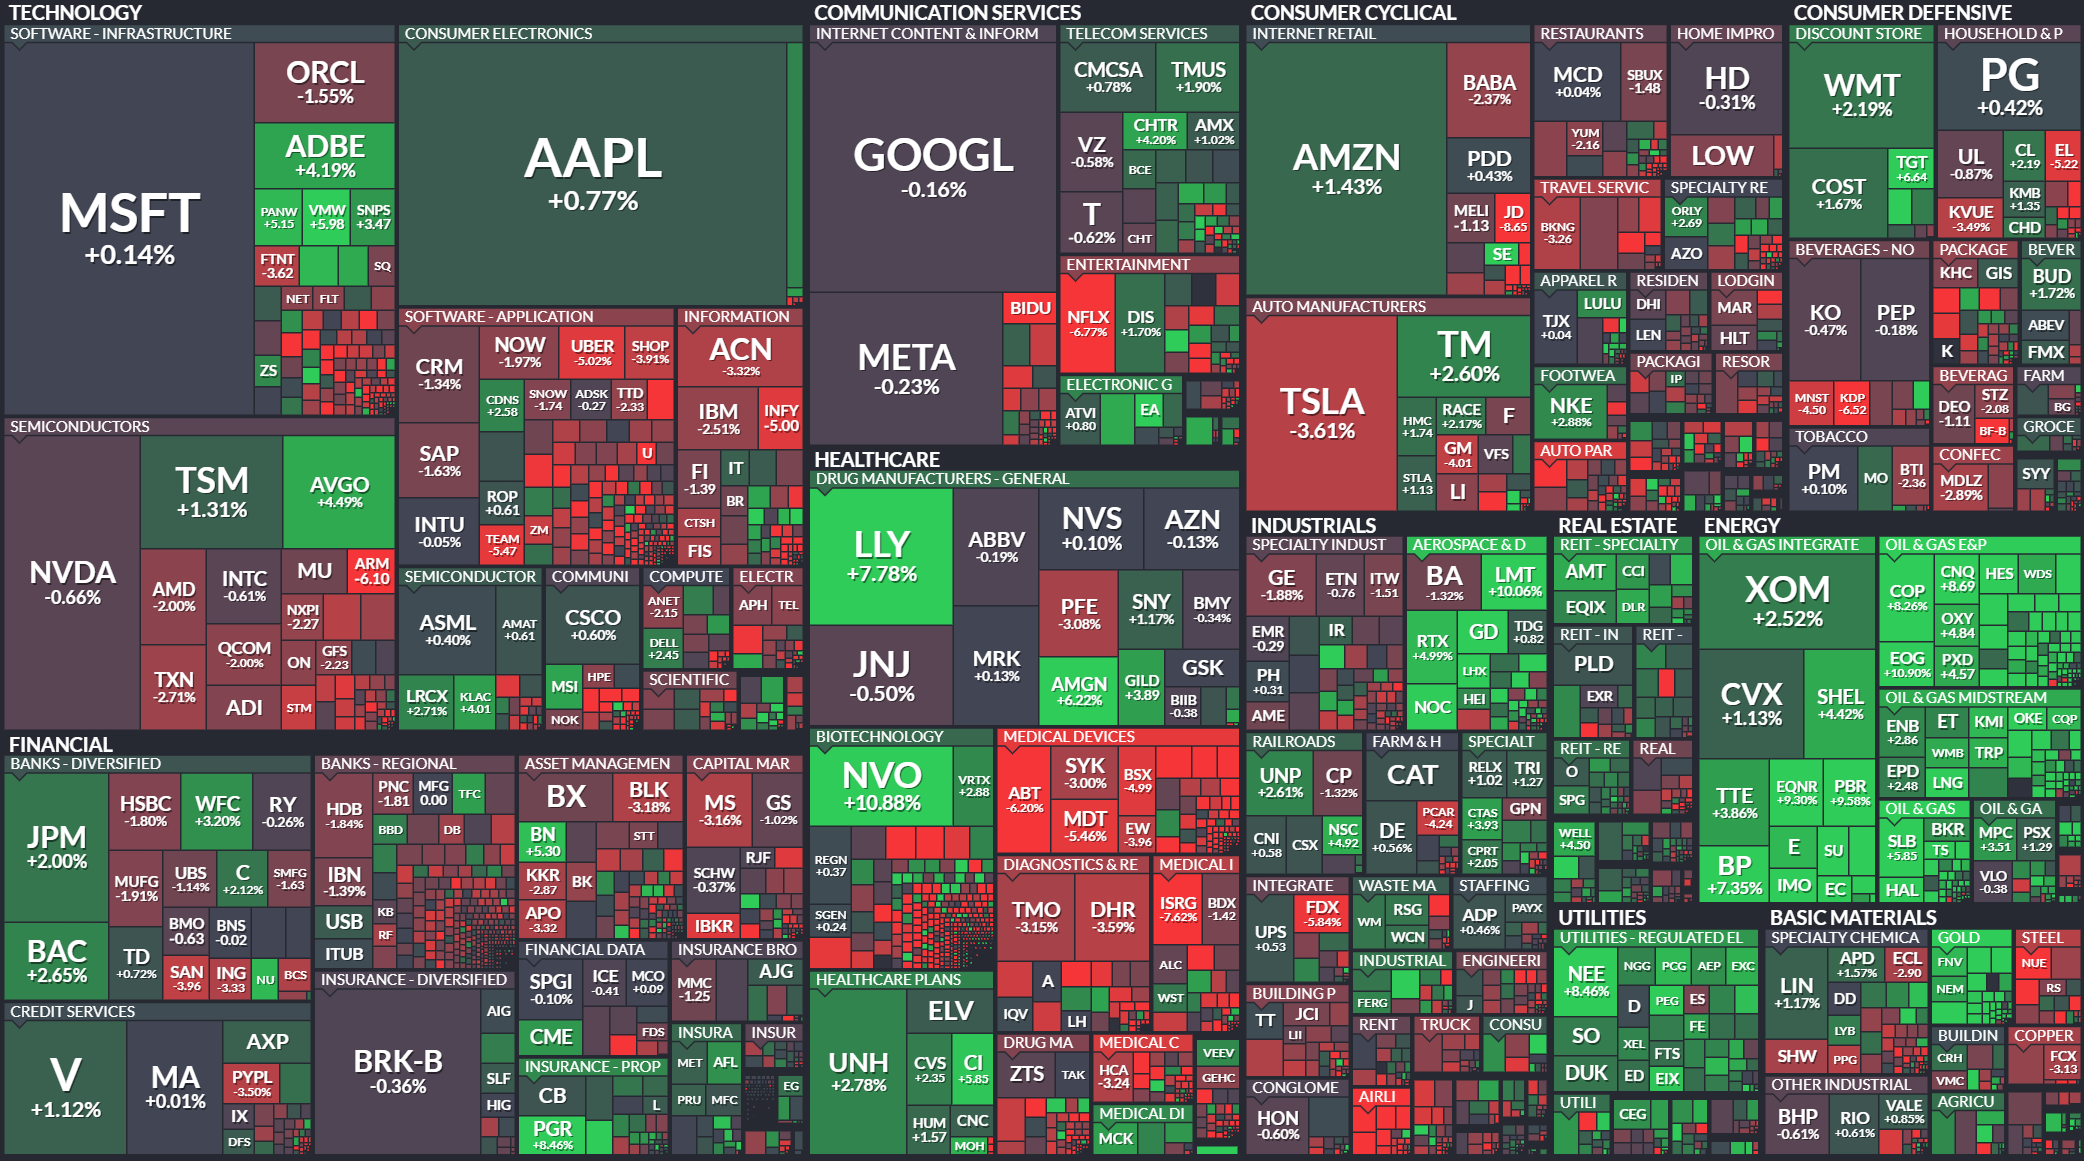 TECHNOLOGY
SOFTWARE - INFRASTRUCTURE
MSFT
+0.14%
ORCL
-1.55%
ADBE
+4.19%
PANW
+5.15
VMW
+5.98
SNPS
+3.47
FTNT
-3.62
SQ
NET
FLT
ZS
CONSUMER ELECTRONICS
AAPL
+0.77%
SOFTWARE - APPLICATION
CRM
-1.34%
NOW
-1.97%
UBER
-5.02%
SHOP
-3.91%
CDNS
+2.58
SNOW
-1.74
ADSK
-0.27
TTD
-2.33
SAP
-1.63%
U
ROP
+0.61
INTU
-0.05%
TEAM
-5.47
ZM
INFORMATION
ACN
-3.32%
IBM
-2.51%
INFY
-5.00
FI
-1.39
IT
BR
CTSH
FIS
SEMICONDUCTORS
NVDA
-0.66%
TSM
+1.31%
AVGO
+4.49%
AMD
-2.00%
INTC
-0.61%
MU
ARM
-6.10
NXPI
-2.27
QCOM
-2.00%
TXN
-2.71%
ON
GFS
-2.23
ADI
STM
SEMICONDUCTOR
ASML
+0.40%
AMAT
+0.61
LRCX
+2.71%
KLAC
+4.01
COMMUNI
CSCO
+0.60%
MSI
HPE
NOK
COMPUTE
ANET
-2.15
DELL
+2.45
ELECTR
APH
TEL
SCIENTIFIC
COMMUNICATION SERVICES
INTERNET CONTENT & INFORM
GOOGL
-0.16%
META
-0.23%
BIDU
TELECOM SERVICES
CMCSA
+0.78%
TMUS
+1.90%
VZ
-0.58%
CHTR
+4.20%
AMX
+1.02%
BCE
T
-0.62%
CHT
ENTERTAINMENT
NFLX
-6.77%
DIS
+1.70%
ELECTRONIC G
ATVI
+0.80
EA
CONSUMER CYCLICAL
INTERNET RETAIL
AMZN
+1.43%
BABA
-2.37%
PDD
+0.43%
MELI
-1.13
JD
-8.65
SE
AUTO MANUFACTURERS
TSLA
-3.61%
TM
+2.60%
HMC
+1.74
RACE
+2.17%
F
GM
-4.01
VFS
STLA
+1.13
LI
RESTAURANTS
MCD
+0.04%
SBUX
-1.48
YUM
-2.16
HOME IMPRO
HD
-0.31%
LOW
TRAVEL SERVIC
BKNG
-3.26
SPECIALTY RE
ORLY
+2.69
AZO
APPAREL R
TJX
+0.04
LULU
RESIDEN
DHI
LEN
LODGIN
MAR
HLT
PACKAGI
IP
RESOR
FOOTWEA
NKE
+2.88%
AUTO PAR
CONSUMER DEFENSIVE
DISCOUNT STORE
WMT
+2.19%
COST
+1.67%
TGT
+6.64
HOUSEHOLD & P
PG
+0.42%
UL
-0.87%
CL
+2.19
EL
-5.22
KMB
+1.35
KVUE
-3.49%
CHD
BEVERAGES - NO
KO
-0.47%
PEP
-0.18%
MNST
-4.50
KDP
-6.52
PACKAGE
KHC
GIS
K
BEVER
BUD
+1.72%
ABEV
FMX
BEVERAG
DEO
-1.11
STZ
-2.08
BF-B
FARM
BG
GROCE
TOBACCO
PM
+0.10%
MO
BTI
-2.36
CONFEC
MDLZ
-2.89%
SYY
HEALTHCARE
DRUG MANUFACTURERS - GENERAL
LLY
+7.78%
ABBV
-0.19%
NVS
+0.10%
AZN
-0.13%
JNJ
-0.50%
MRK
+0.13%
PFE
-3.08%
SNY
+1.17%
BMY
-0.34%
AMGN
+6.22%
GILD
+3.89
GSK
BIIB
-0.38
BIOTECHNOLOGY
NVO
+10.88%
VRTX
+2.88
REGN
+0.37
SGEN
+0.24
MEDICAL DEVICES
ABT
-6.20%
SYK
-3.00%
BSX
-4.99
MDT
-5.46%
EW
-3.96
DIAGNOSTICS & RE
TMO
-3.15%
DHR
-3.59%
A
IQV
LH
MEDICAL I
ISRG
-7.62%
BDX
-1.42
ALC
WST
HEALTHCARE PLANS
UNH
+2.78%
ELV
CVS
+2.35
CI
+5.85
HUM
+1.57
CNC
MOH
DRUG MA
ZTS
TAK
MEDICAL C
HCA
-3.24
VEEV
GEHC
MEDICAL DI
MCK
FINANCIAL
BANKS - DIVERSIFIED
JPM
+2.00%
HSBC
-1.80%
WFC
+3.20%
RY
-0.26%
MUFG
-1.91%
UBS
-1.14%
C
+2.12%
SMFG
-1.63
BAC
+2.65%
TD
+0.72%
BMO
-0.63
BNS
-0.02
SAN
-3.96
ING
-3.33
NU
BCS
BANKS - REGIONAL
HDB
-1.84%
PNC
-1.81
MFG
0.00
TFC
BBD
DB
IBN
-1.39%
KB
USB
RF
ITUB
CREDIT SERVICES
V
+1.12%
MA
+0.01%
AXP
PYPL
-3.50%
IX
DFS
INSURANCE - DIVERSIFIED
BRK-B
-0.36%
AIG
SLF
HIG
ASSET MANAGEMEN
BX
BLK
-3.18%
BN
+5.30
STT
KKR
-2.87
BK
APO
-3.32
CAPITAL MAR
MS
-3.16%
GS
-1.02%
SCHW
-0.37%
RJF
IBKR
FINANCIAL DATA
SPGI
-0.10%
ICE
-0.41
MCO
+0.09
CME
FDS
INSURANCE BRO
MMC
-1.25
AJG
INSURANCE - PROP
CB
L
PGR
+8.46%
INSURA
MET
AFL
PRU
MFC
INSUR
EG
INDUSTRIALS
SPECIALTY INDUST
GE
-1.88%
ETN
-0.76
ITW
-1.51
EMR
-0.29
IR
PH
+0.31
AME
AEROSPACE & D
BA
-1.32%
LMT
+10.06%
RTX
+4.99%
GD
TDG
+0.82
LHX
NOC
HEI
RAILROADS
UNP
+2.61%
CP
-1.32%
CNI
+0.58
CSX
NSC
+4.92
FARM & H
CAT
DE
+0.56%
PCAR
-4.24
SPECIALT
RELX
+1.02
TRI
+1.27
CTAS
+3.93
GPN
CPRT
+2.05
INTEGRATE
UPS
+0.53
FDX
-5.84%
WASTE MA
WM
RSG
WCN
STAFFING
ADP
+0.46%
PAYX
INDUSTRIAL
FERG
ENGINEERI
J
BUILDING P
TT
JCI
LII
RENT
TRUCK
CONSU
CONGLOME
HON
-0.60%
AIRLI
REAL ESTATE
REIT - SPECIALTY
AMT
CCI
EQIX
DLR
REIT - IN
PLD
EXR
REIT -
REIT - RE
O
SPG
REAL
WELL
+4.50
ENERGY
OIL & GAS INTEGRATE
XOM
+2.52%
CVX
+1.13%
SHEL
+4.42%
TTE
+3.86%
EQNR
+9.30%
PBR
+9.58%
BP
+7.35%
E
SU
IMO
EC
OIL & GAS E&P
COP
+8.26%
CNQ
+8.69
HES
WDS
OXY
+4.84
EOG
+10.90%
PXD
+4.57
OIL & GAS MIDSTREAM
ENB
+2.86
ET
KMI
OKE
CQP
WMB
TRP
EPD
+2.48
LNG
OIL & GAS
SLB
+5.85
BKR
TS
HAL
OIL & GA
MPC
+3.51
PSX
+1.29
VLO
-0.38
UTILITIES
UTILITIES - REGULATED EL
NEE
+8.46%
NGG
PCG
AEP
EXC
D
PEG
ES
SO
FE
XEL
FTS
DUK
ED
EIX
UTILI
CEG
BASIC MATERIALS
SPECIALTY CHEMICA
LIN
+1.17%
APD
+1.57%
ECL
-2.90
DD
LYB
SHW
PPG
GOLD
FNV
NEM
STEEL
NUE
RS
BUILDIN
CRH
VMC
COPPER
FCX
-3.13
OTHER INDUSTRIAL
BHP
-0.61%
RIO
+0.61%
VALE
+0.85%
AGRICU